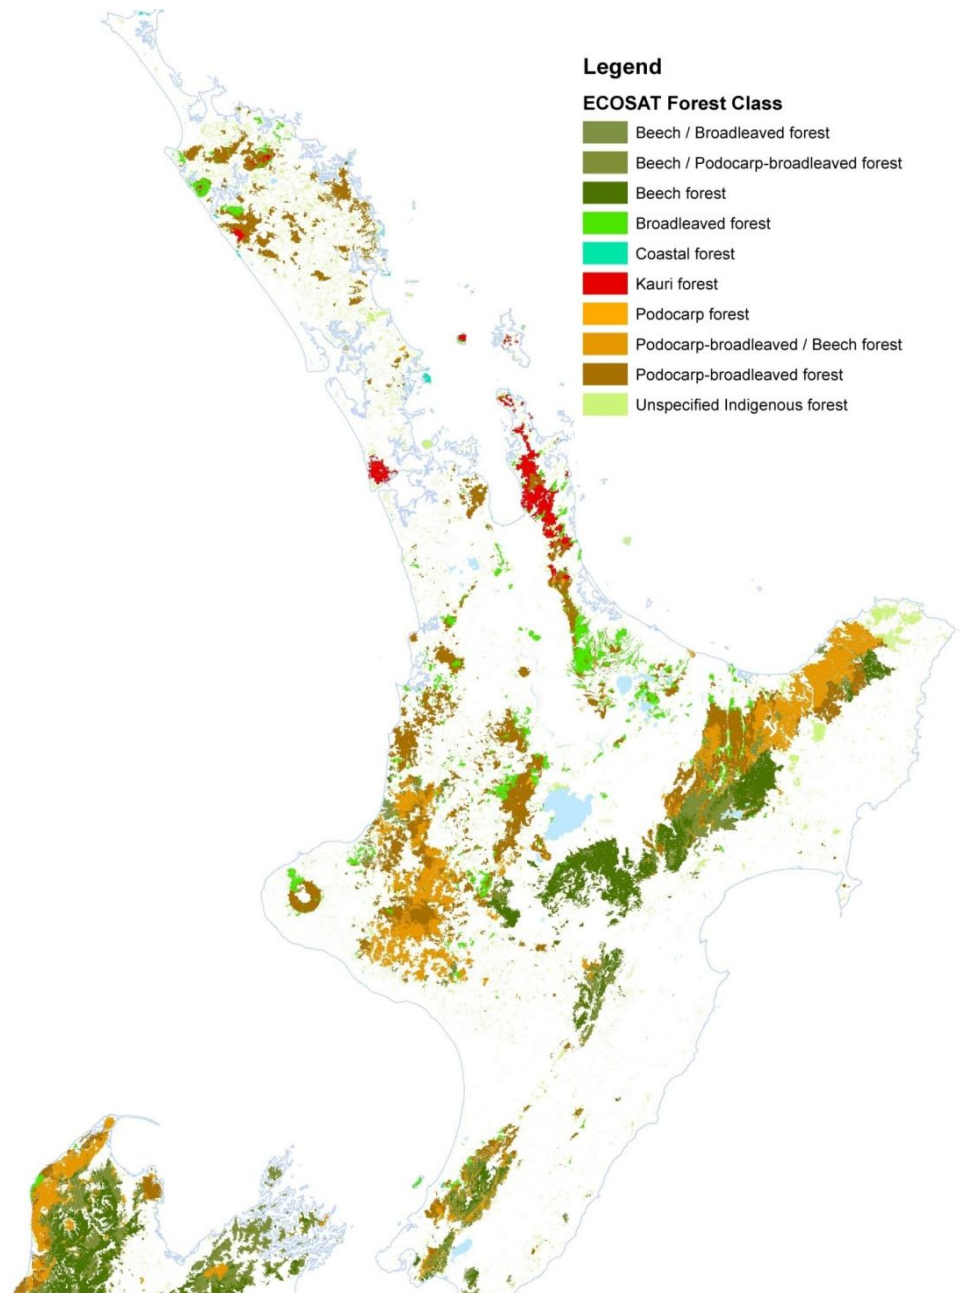 Legend
ECOSAT Forest Class
Beech / Broadleaved forest
Beech / Podocarp-broadleaved forest
Beech forest
Broadleaved forest
Coastal forest
Kauri forest
Podocarp forest
Podocarp-broadleaved / Beech forest
Podocarp-broadleaved forest
Unspecified Indigenous forest